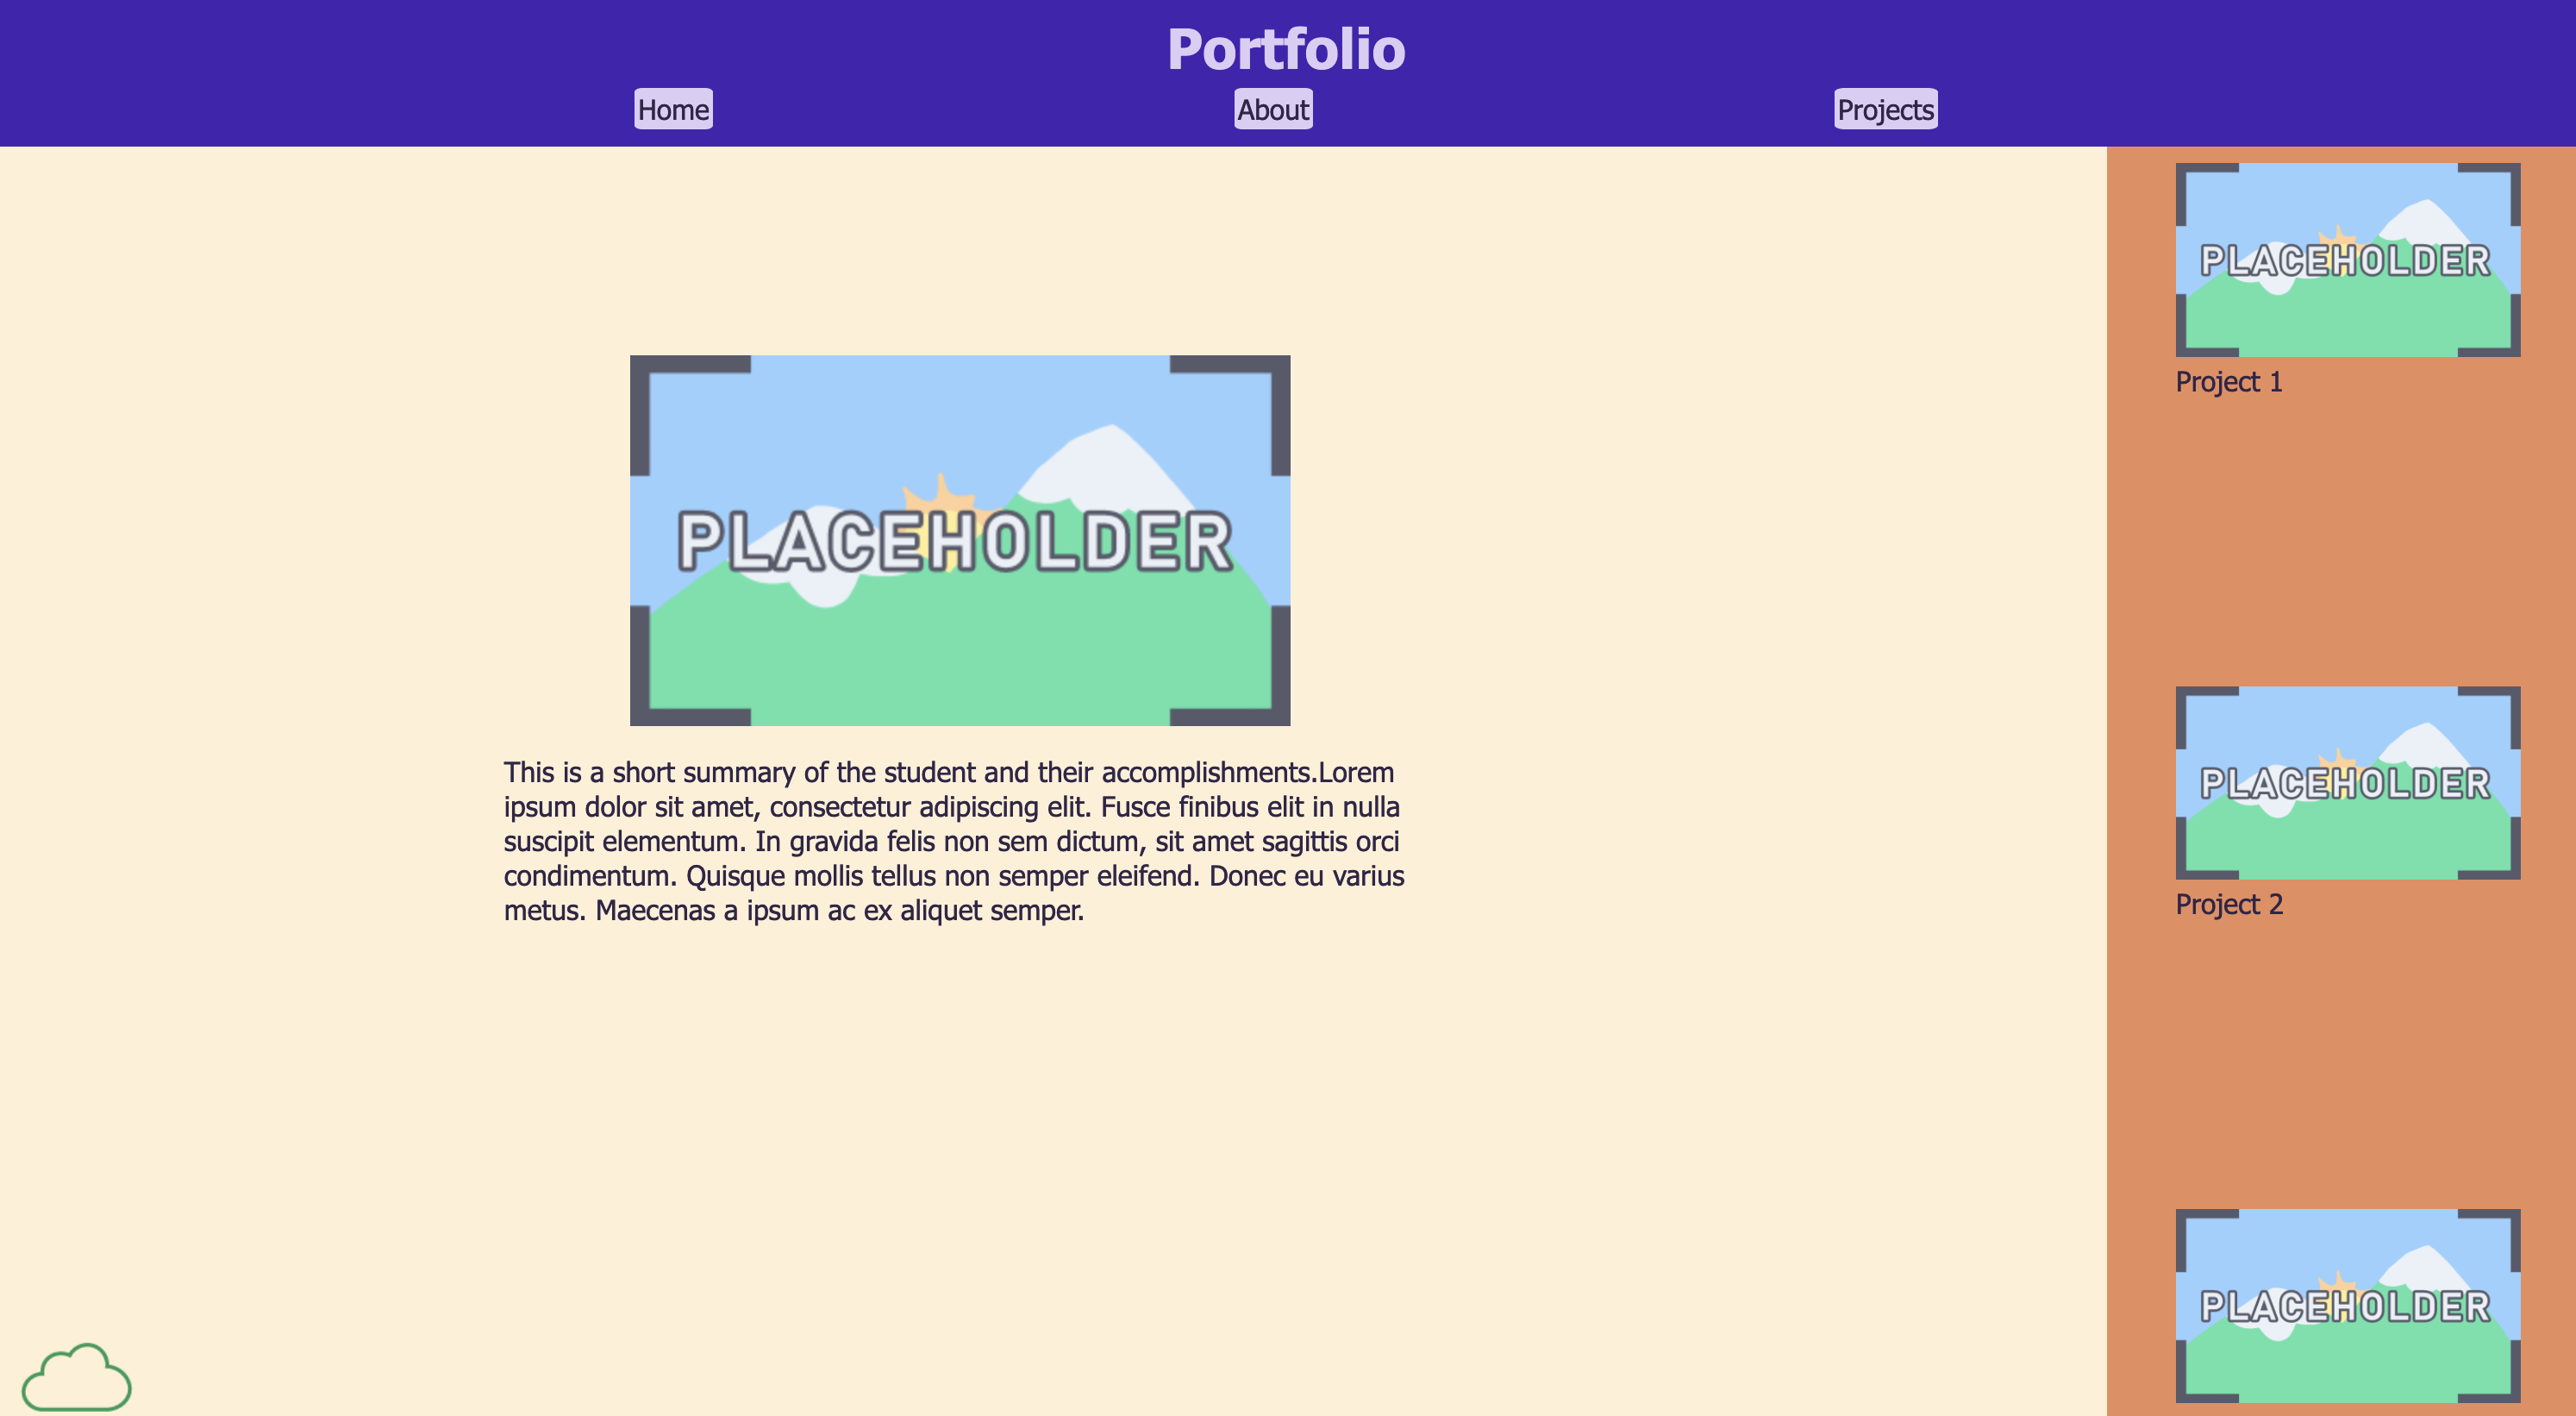 Portfolio
Home
About
Projects
PLACEHOLDER
This is a short summary of the student and their accomplishments.Lorem
ipsum dolor sit amet, consectetur adipiscing elit. Fusce finibus elit in nulla
suscipit elementum. In gravida felis non sem dictum, sit amet sagittis orci
condimentum. Quisque mollis tellus non semper eleifend. Donec eu varius
metus. Maecenas a ipsum ac ex aliquet semper.
PLACEHOLDER
Project 1
PLACEHOLDER
Project 2
PLACEHOLDER